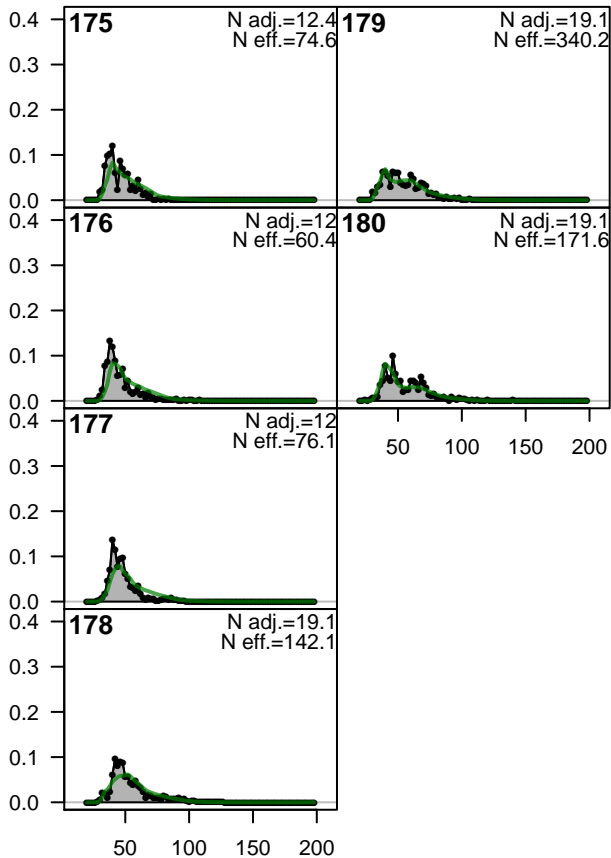 175
N adj.=12.4
N eff.=74.6
0.0
0.1
0.2
0.3
0.4
176
N adj.=12
N eff.=60.4
0.0
0.1
0.2
0.3
0.4
177
N adj.=12
N eff.=76.1
0.0
0.1
0.2
0.3
0.4
178
N adj.=19.1
N eff.=142.1
0.0
0.1
0.2
0.3
0.4
50 100 150 200
179
N adj.=19.1
N eff.=340.2
180
N adj.=19.1
N eff.=171.6
50 100 150 200